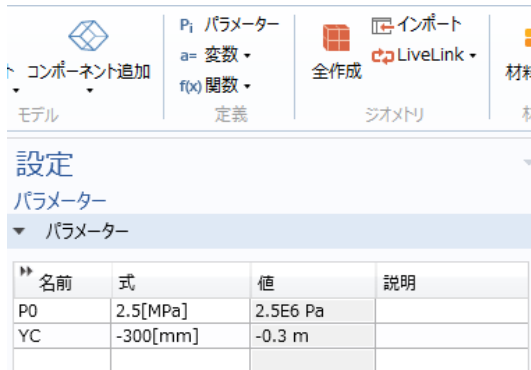 Pi パラメーター
インポート
コンポーネント追加
a= 変数
全作成
LiveLink
f(x) 関数
モデル
定義
ジオメトリ
設定
パラメーター
パラメーター
名前 式 値 説明
P0 2.5[MPa] 2.5E6 Pa
YC -300[mm] -0.3 m